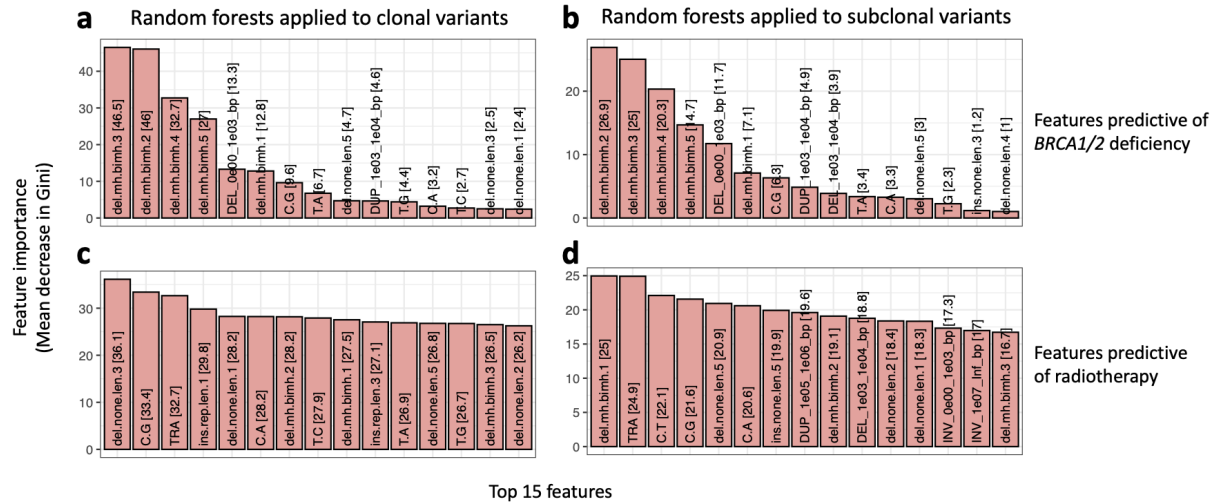 a Random forests applied to clonal variants
b Random forests applied to subclonal variants
Feature importance
(Mean decrease in Gini)
40
30
20
10
0
del.mh.bimh.3 [46.5]
del.mh.bimh.2 [46]
del.mh.bimh.4 [32.7]
del.mh.bimh.5 [27]
DEL_0e00_1e03_bp [13.3]
del.mh.bimh.1 [12.8]
C.G [9.6]
T.A [6.7]
del.none.len.5 [4.7]
DUP_1e03_1e04_bp [4.6]
T.G [4.4]
C.A [3.2]
T.C [2.7]
del.none.len.3 [2.5]
del.none.len.1 [2.4]
20
10
0
del.mh.bimh.2 [26.9]
del.mh.bimh.3 [25]
del.mh.bimh.4 [20.3]
del.mh.bimh.5 [14.7]
DEL_0e00_1e03_bp [11.7]
del.mh.bimh.1 [7.1]
C.G [6.3]
DUP_1e03_1e04_bp [4.9]
DEL_1e03_1e04_bp [3.9]
T.A [3.4]
C.A [3.3]
del.none.len.5 [3]
T.G [2.3]
ins.none.len.3 [1.2]
del.none.len.4 [1]
Features predictive of
BRCA1/2 deficiency
c
30
20
10
0
del.none.len.3 [36.1]
C.G [33.4]
TRA [32.7]
ins.rep.len.1 [29.8]
del.none.len.1 [28.2]
C.A [28.2]
del.mh.bimh.2 [28.2]
T.C [27.9]
del.mh.bimh.1 [27.5]
ins.rep.len.3 [27.1]
T.A [26.9]
del.none.len.5 [26.8]
T.G [26.7]
del.mh.bimh.3 [26.5]
del.none.len.2 [26.2]
d
25
20
15
10
5
0
del.mh.bimh.1 [25]
TRA [24.9]
C.T [22.1]
C.G [21.6]
del.none.len.5 [20.9]
C.A [20.6]
ins.none.len.5 [19.9]
DUP_1e05_1e06_bp [19.6]
del.mh.bimh.2 [19.1]
DEL_1e03_1e04_bp [18.8]
del.none.len.2 [18.4]
del.none.len.1 [18.3]
INV_0e00_1e03_bp [17.3]
INV_1e07_Inf_bp [17]
del.mh.bimh.3 [16.7]
Features predictive
of radiotherapy
Top 15 features